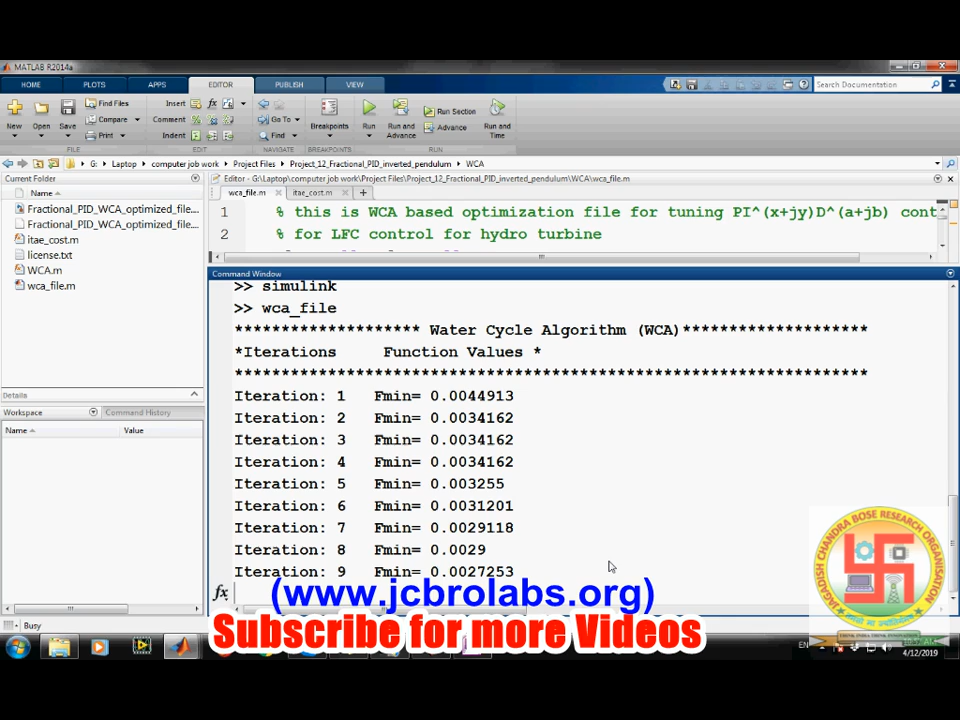 MATLAB R2014a
HOME PLOTS APPS EDITOR PUBLISH VIEW
Search Documentation
New Open Save Find Files Compare Print
Insert Comment Indent
Go To Find
Breakpoints Run Run and Advance Run Section Advance Run and Time
FILE EDIT NAVIGATE BREAKPOINTS RUN
G: Laptop computer job work Project Files Project_12_Fractional_PID_inverted_pendulum WCA
Current Folder
Name
Fractional_PID_WCA_optimized_file...
Fractional_PID_WCA_optimized_file....
itae_cost.m
license.txt
WCA.m
wca_file.m
Details
Workspace Command History
Name Value
Editor - G:\Laptop\computer job work\Project Files\Project_12_Fractional_PID_inverted_pendulum\WCA\wca_file.m
wca_file.m itae_cost.m
1 % this is WCA based optimization file for tuning PI^(x+jy)D^(a+jb) cont
2 % for LFC control for hydro turbine
Command Window
>> simulink
>> wca_file
******************** Water Cycle Algorithm (WCA)********************
*Iterations Function Values *
********************************************************************
Iteration: 1 Fmin= 0.0044913
Iteration: 2 Fmin= 0.0034162
Iteration: 3 Fmin= 0.0034162
Iteration: 4 Fmin= 0.0034162
Iteration: 5 Fmin= 0.003255
Iteration: 6 Fmin= 0.0031201
Iteration: 7 Fmin= 0.0029118
Iteration: 8 Fmin= 0.0029
Iteration: 9 Fmin= 0.0027253
fx
JAGADISH CHANDRA BOSE RESEARCH ORGANISATION
(www.jcbrolabs.org)
Subscribe for more Videos
Busy
EN
4/12/2019